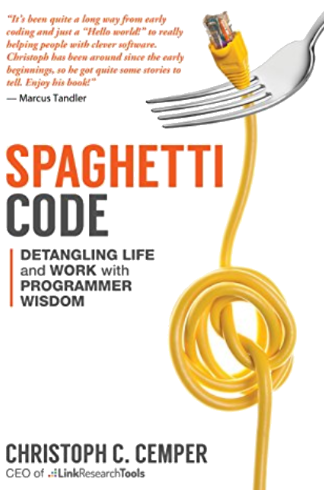 “It’s been quite a long way from early
coding and just a “Hello world!” to really
helping people with clever software.
Christoph has been around since the early
beginnings, so he got quite some stories to
tell. Enjoy his book!”
— Marcus Tandler
SPAGHETTI
CODE
DETANGLING LIFE
and WORK with
PROGRAMMER
WISDOM
CHRISTOPH C. CEMPER
CEO of LinkResearchTools